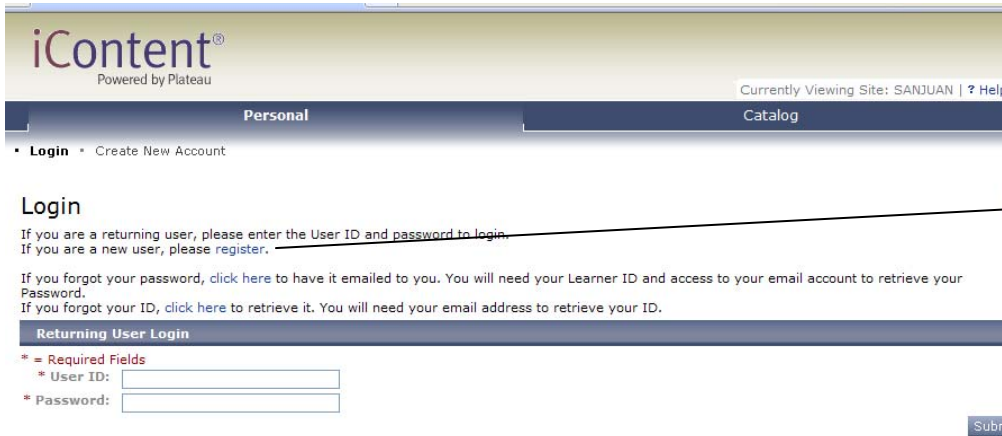 iContent®
Powered by Plateau
Currently Viewing Site: SANJUAN | ? Help
Personal
Catalog
• Login • Create New Account
Login
If you are a returning user, please enter the User ID and password to login.
If you are a new user, please register.
If you forgot your password, click here to have it emailed to you. You will need your Learner ID and access to your email account to retrieve your
Password.
If you forgot your ID, click here to retrieve it. You will need your email address to retrieve your ID.
Returning User Login
* = Required Fields
* User ID:
* Password: